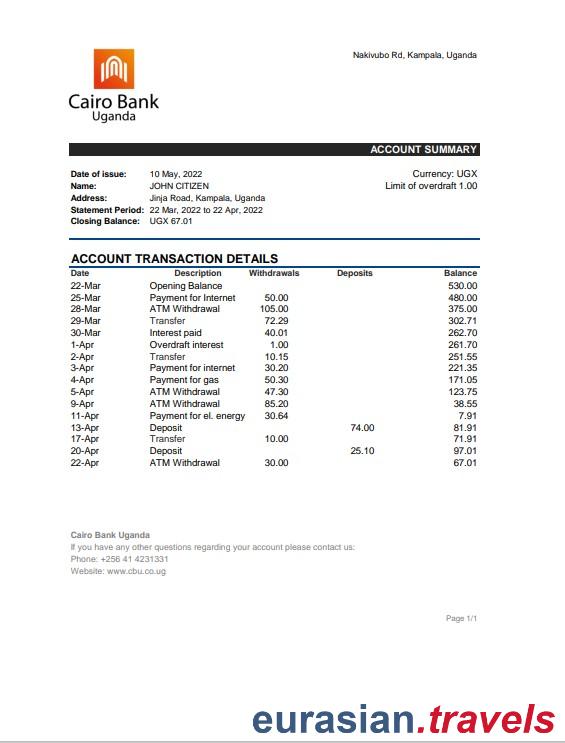 Nakivubo Rd, Kampala, Uganda
Cairo Bank
Uganda
ACCOUNT SUMMARY
Date of issue: 10 May, 2022 Currency: UGX
Name: JOHN CITIZEN Limit of overdraft 1.00
Address: Jinja Road, Kampala, Uganda
Statement Period: 22 Mar, 2022 to 22 Apr, 2022
Closing Balance: UGX 67.01
ACCOUNT TRANSACTION DETAILS
Date Description Withdrawals Deposits Balance
22-Mar Opening Balance 530.00
25-Mar Payment for Internet 50.00 480.00
28-Mar ATM Withdrawal 105.00 375.00
29-Mar Transfer 72.29 302.71
30-Mar Interest paid 40.01 262.70
1-Apr Overdraft interest 1.00 261.70
2-Apr Transfer 10.15 251.55
3-Apr Payment for internet 30.20 221.35
4-Apr Payment for gas 50.30 171.05
5-Apr ATM Withdrawal 47.30 123.75
9-Apr ATM Withdrawal 85.20 38.55
11-Apr Payment for el. energy 30.64 7.91
13-Apr Deposit 74.00 81.91
17-Apr Transfer 10.00 71.91
20-Apr Deposit 25.10 97.01
22-Apr ATM Withdrawal 30.00 67.01
Cairo Bank Uganda
If you have any other questions regarding your account please contact us:
Phone: +256 41 4231331
Website: www.cbu.co.ug
Page 1/1
eurasian.travels